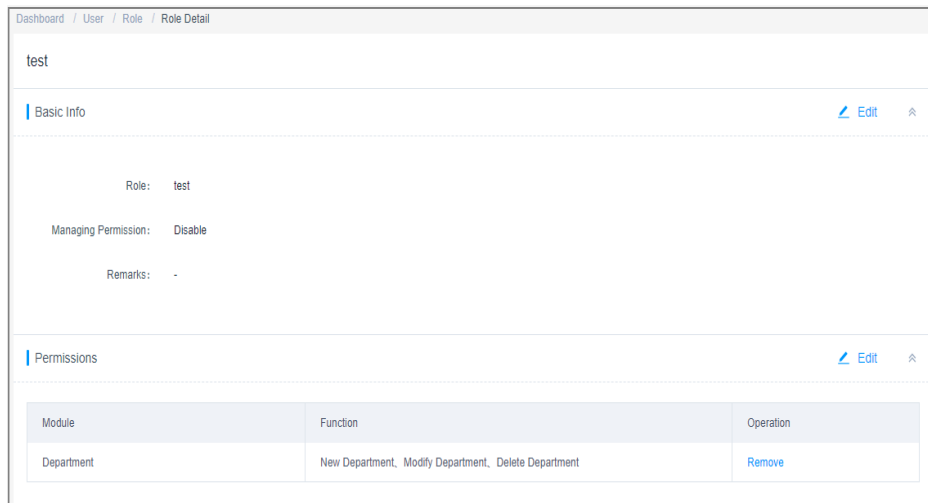 Dashboard / User / Role / Role Detail
test
Basic Info Edit
Role: test
Managing Permission: Disable
Remarks: -
Permissions Edit
Module Function Operation
Department New Department、Modify Department、Delete Department Remove